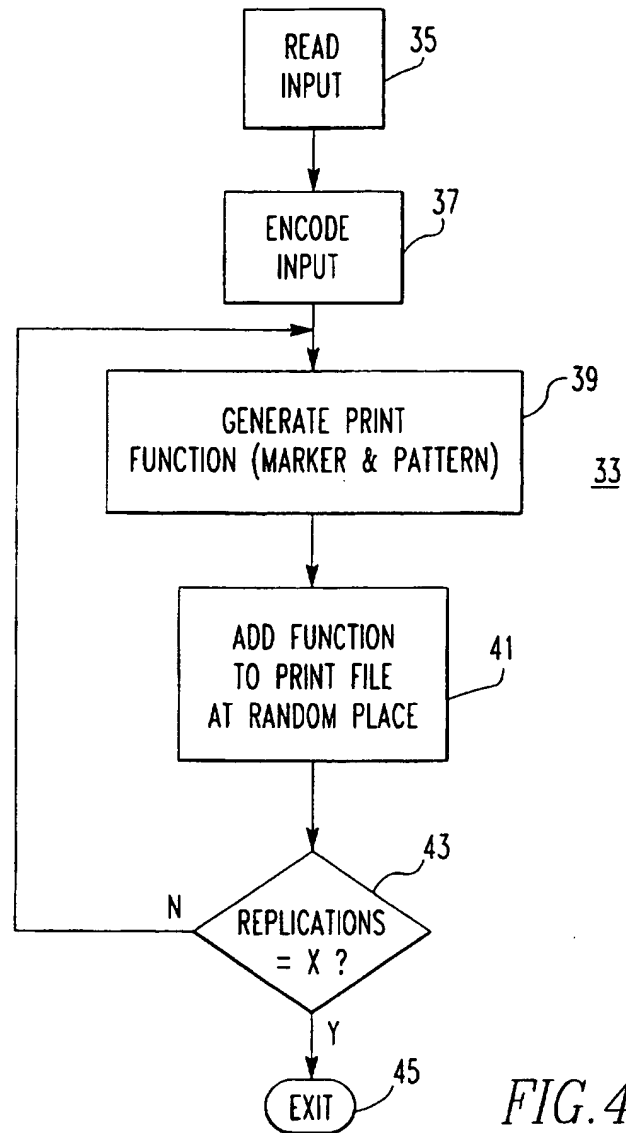 READ
INPUT
35
ENCODE
INPUT
37
GENERATE PRINT
FUNCTION (MARKER & PATTERN)
39
33
ADD FUNCTION
TO PRINT FILE
AT RANDOM PLACE
41
REPLICATIONS
= X ?
43
N
Y
EXIT
45
FIG.4